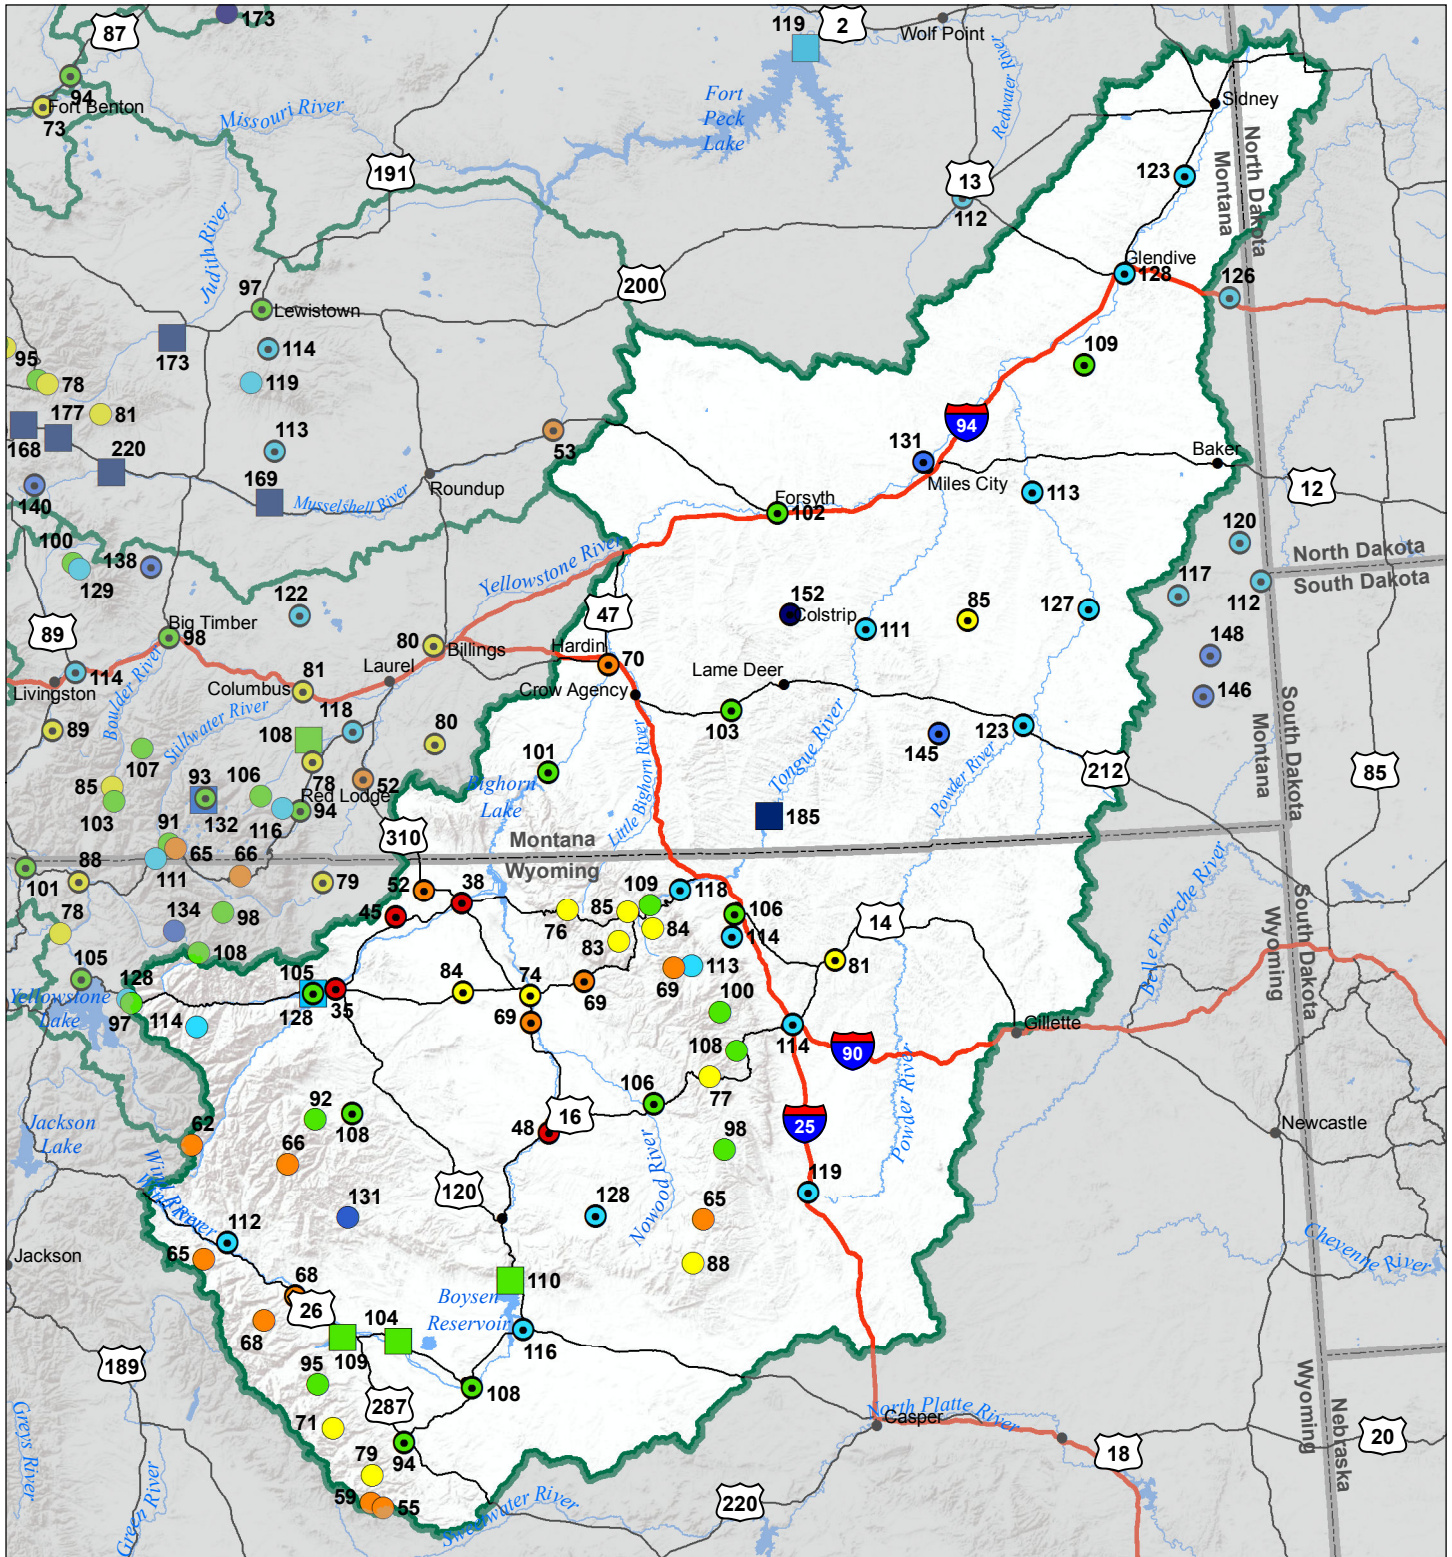 87
173
119
2
Wolf Point
94
Fort Benton
73
Missouri River
Fort
Peck
Lake
Redwater River
Sidney
191
13
112
123
North Dakota
Montana
Judith River
200
Glendive
128
126
97
Lewistown
114
173
119
95
78
81
109
177
168
220
113
53
94
131
Miles City
Baker
12
169
Musselshell River
Roundup
140
Forsyth
102
113
120
100
138
129
Yellowstone River
North Dakota
South Dakota
117
112
122
152
Colstrip
85
127
111
47
89
Big Timber
98
80
Billings
Hardin
70
148
114
Livingston
Boulder River
81
Columbus
Laurel
Crow Agency
Lame Deer
146
South Dakota
Montana
89
Stillwater River
118
108
80
103
145
123
107
78
52
101
Bighorn
Lake
Little Bighorn River
Tongue River
Powder River
212
85
85
103
93
132
106
116
Red Lodge
94
185
310
Montana
Wyoming
91
65
111
66
88
101
79
52
38
45
109
118
Belle Fourche River
South Dakota
Wyoming
78
134
98
76
85
84
83
106
114
14
108
105
Yellowstone
Lake
128
97
114
105
128
35
84
74
69
69
113
69
81
100
114
Gillette
90
108
77
Powder River
92
108
106
16
48
25
Newcastle
Jackson
Lake
62
66
98
Nowood River
120
128
65
119
Wind River
Wind River
112
131
65
88
Cheyenne River
Jackson
68
26
68
110
Boysen
Reservoir
104
109
116
189
95
108
287
71
94
79
59
55
Greys River
Green River
Sweetwater River
220
North Platte River
Casper
18
Wyoming
Nebraska
20